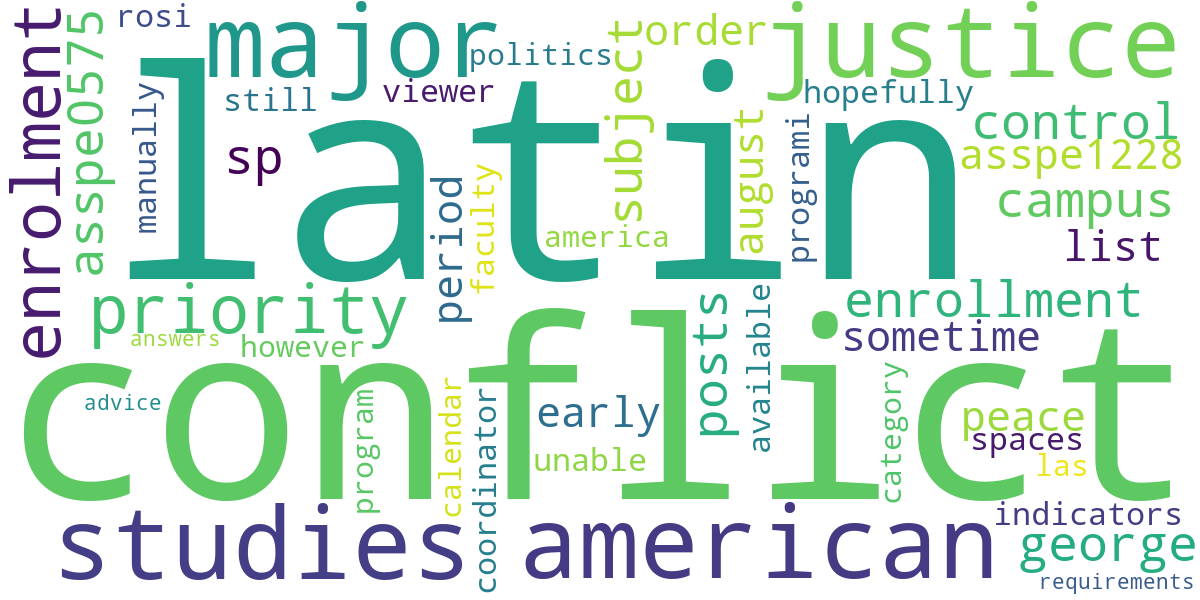 rosi
major
politics
order
justice
enrolment
asspe0575
manually
still
viewer
subject
hopefully
latin
sp
august
programi
control
asspe1228
period
faculty
america
campus
list
priority
answers
however
posts
available
enrollment
sometime
conflict
advice
program
calendar
coordinator
early
unable
category
peace
spaces
las
studies
american
indicators
george
requirements